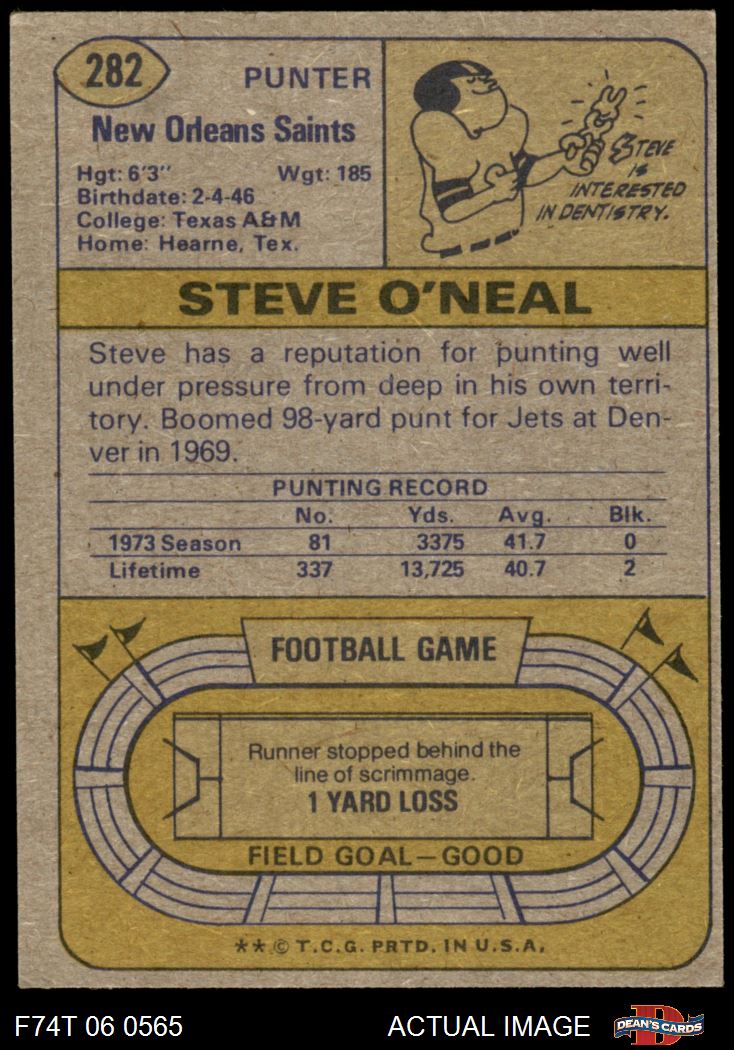 282
PUNTER
New Orleans Saints
Hgt: 6'3" Wgt: 185
Birthdate: 2-4-46
College: Texas A&M
Home: Hearne, Tex.
STEVE
IS
INTERESTED
IN DENTISTRY.
STEVE O'NEAL
Steve has a reputation for punting well
under pressure from deep in his own terri-
tory. Boomed 98-yard punt for Jets at Den-
ver in 1969.
PUNTING RECORD
No. Yds. Avg. Blk.
1973 Season 81 3375 41.7 0
Lifetime 337 13,725 40.7 2
FOOTBALL GAME
Runner stopped behind the
line of scrimmage.
1 YARD LOSS
FIELD GOAL—GOOD
** © T.C.G. PRTD. IN U.S.A.
F74T 06 0565 ACTUAL IMAGE
D
DEAN'S CARDS